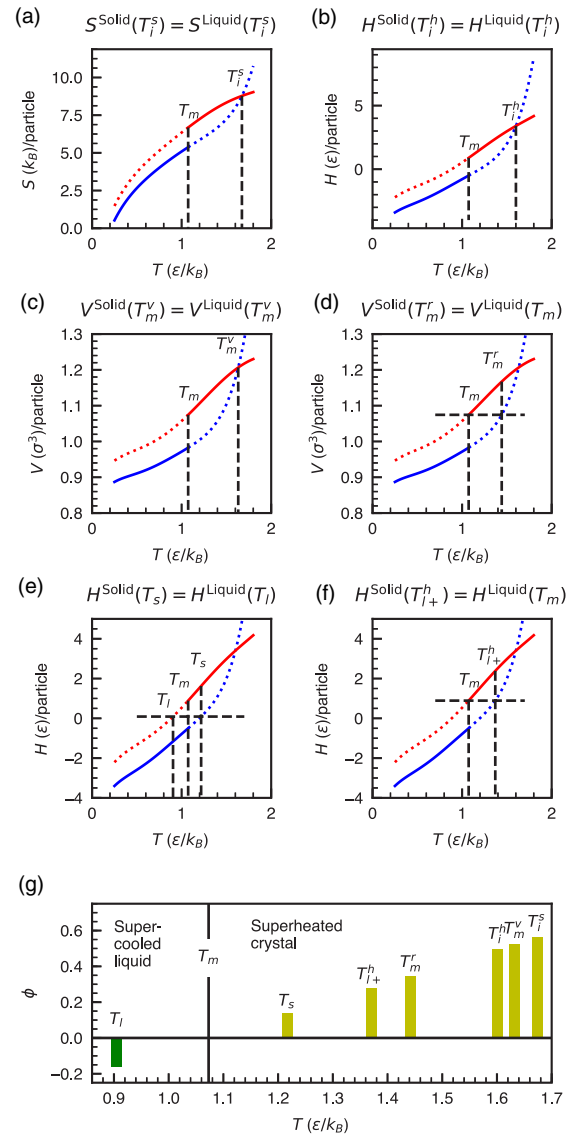 (a) S^Solid(T_i^s) = S^Liquid(T_i^s)
(b) H^Solid(T_i^h) = H^Liquid(T_i^h)
S (k_B)/particle
10.0
7.5
5.0
2.5
0.0
T_m
T_i^s
0 1 2
T (ε/k_B)
H (ε)/particle
5
0
T_m
T_i^h
0 1 2
T (ε/k_B)
(c) V^Solid(T_m^v) = V^Liquid(T_m^v)
(d) V^Solid(T_m^r) = V^Liquid(T_m)
V (σ³)/particle
1.3
1.2
1.1
1.0
0.9
0.8
T_m
T_m^v
0 1 2
T (ε/k_B)
V (σ³)/particle
1.3
1.2
1.1
1.0
0.9
0.8
T_m
T_m^r
0 1 2
T (ε/k_B)
(e) H^Solid(T_s) = H^Liquid(T_l)
(f) H^Solid(T_{l+}^h) = H^Liquid(T_m)
H (ε)/particle
4
2
0
−2
−4
T_l
T_m
T_s
0 1 2
T (ε/k_B)
H (ε)/particle
4
2
0
−2
−4
T_m
T_{l+}^h
0 1 2
T (ε/k_B)
(g)
ϕ
0.6
0.4
0.2
0.0
−0.2
Super-
cooled
liquid
T_m
Superheated
crystal
T_l
T_s
T_{l+}^h
T_m^r
T_i^h
T_m^v
T_i^s
0.9 1.0 1.1 1.2 1.3 1.4 1.5 1.6 1.7
T (ε/k_B)